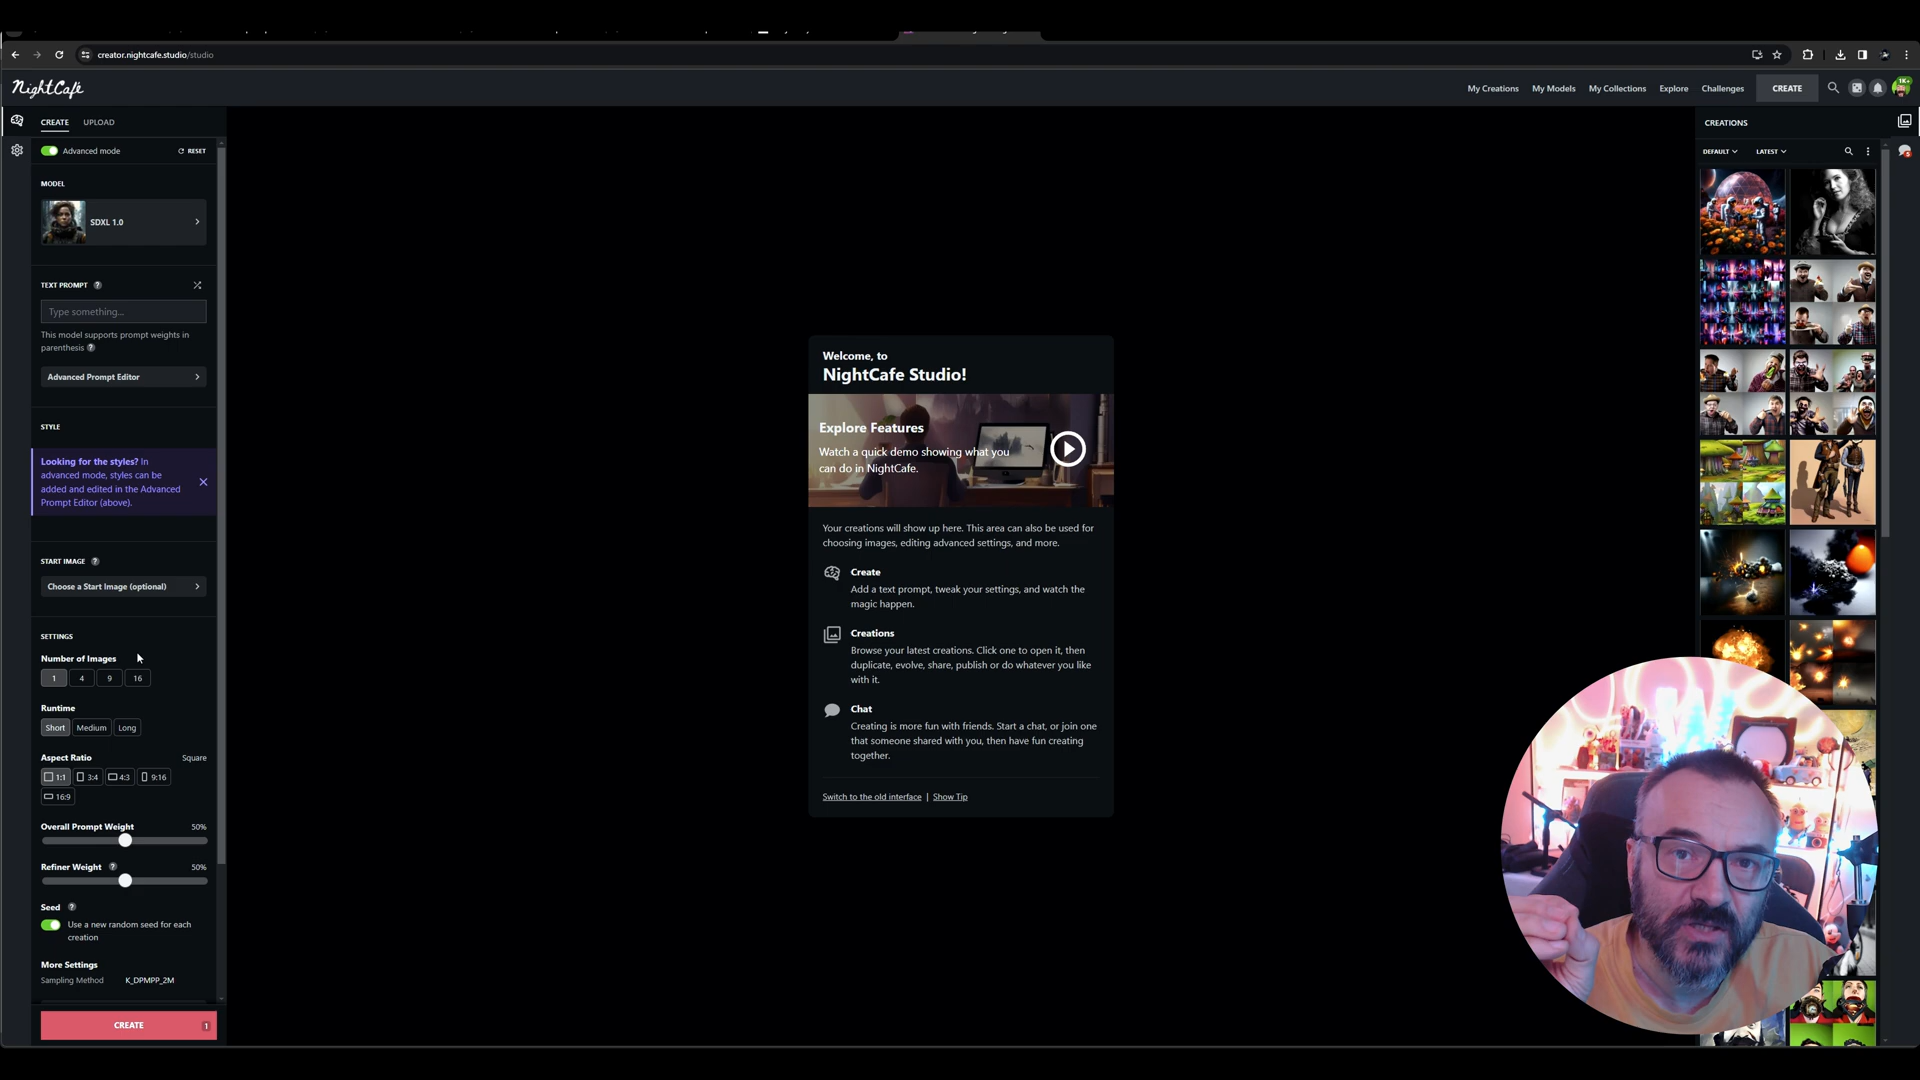 creator.nightcafe.studio/studio
NightCafe
My Creations
My Models
My Collections
Explore
Challenges
CREATE
1K+
CREATE
UPLOAD
Advanced mode
RESET
MODEL
SDXL 1.0
TEXT PROMPT
Type something...
This model supports prompt weights in
parenthesis
Advanced Prompt Editor
STYLE
Looking for the styles? In
advanced mode, styles can be
added and edited in the Advanced
Prompt Editor (above).
START IMAGE
Choose a Start Image (optional)
SETTINGS
Number of Images
1 4 9 16
Runtime
Short Medium Long
Aspect Ratio Square
1:1 3:4 4:3 9:16
16:9
Overall Prompt Weight 50%
Refiner Weight 50%
Seed
Use a new random seed for each
creation
More Settings
Sampling Method K_DPMPP_2M
CREATE 1
Welcome, to
NightCafe Studio!
Explore Features
Watch a quick demo showing what you
can do in NightCafe.
Your creations will show up here. This area can also be used for
choosing images, editing advanced settings, and more.
Create
Add a text prompt, tweak your settings, and watch the
magic happen.
Creations
Browse your latest creations. Click one to open it, then
duplicate, evolve, share, publish or do whatever you like
with it.
Chat
Creating is more fun with friends. Start a chat, or join one
that someone shared with you, then have fun creating
together.
Switch to the old interface | Show Tip
CREATIONS
DEFAULT
LATEST